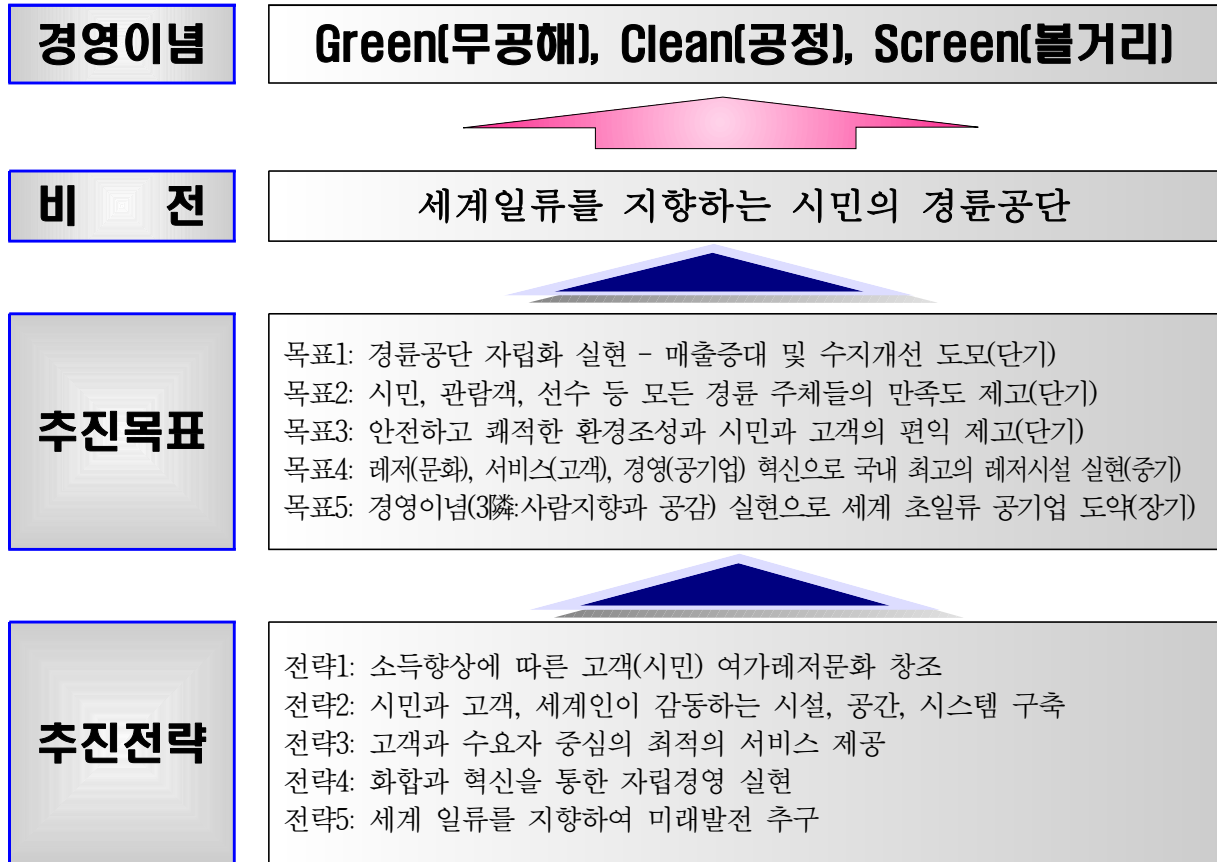 경영이념
Green(무공해), Clean(공정), Screen(볼거리)
비 전
세계일류를 지향하는 시민의 경륜공단
추진목표
목표1: 경륜공단 자립화 실현 - 매출증대 및 수지개선 도모(단기)
목표2: 시민, 관람객, 선수 등 모든 경륜 주체들의 만족도 제고(단기)
목표3: 안전하고 쾌적한 환경조성과 시민과 고객의 편익 제고(단기)
목표4: 레저(문화), 서비스(고객), 경영(공기업) 혁신으로 국내 최고의 레저시설 실현(중기)
목표5: 경영이념(3隣:사람지향과 공감) 실현으로 세계 초일류 공기업 도약(장기)
추진전략
전략1: 소득향상에 따른 고객(시민) 여가레저문화 창조
전략2: 시민과 고객, 세계인이 감동하는 시설, 공간, 시스템 구축
전략3: 고객과 수요자 중심의 최적의 서비스 제공
전략4: 화합과 혁신을 통한 자립경영 실현
전략5: 세계 일류를 지향하여 미래발전 추구